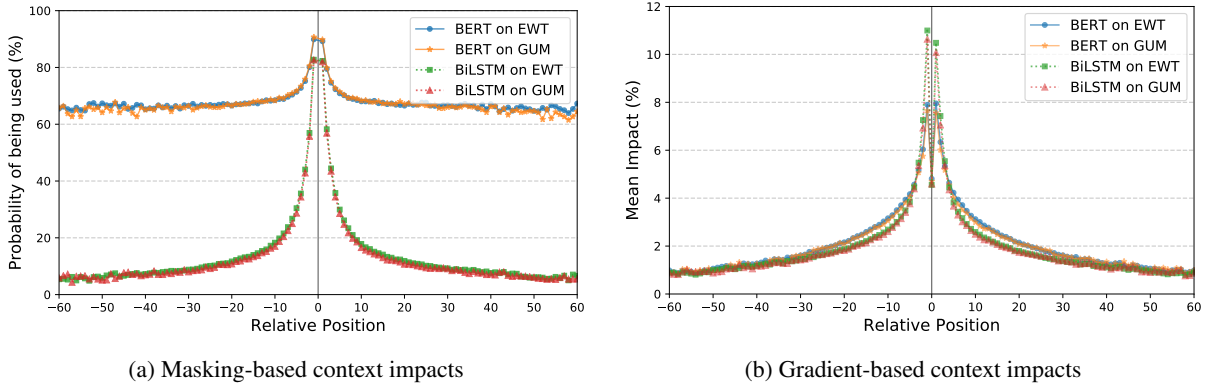 100
80
60
40
20
0
Probability of being used (%)
BERT on EWT
BERT on GUM
BiLSTM on EWT
BiLSTM on GUM
−60 −50 −40 −30 −20 −10 0 10 20 30 40 50 60
Relative Position
(a) Masking-based context impacts
12
10
8
6
4
2
0
Mean Impact (%)
BERT on EWT
BERT on GUM
BiLSTM on EWT
BiLSTM on GUM
−60 −50 −40 −30 −20 −10 0 10 20 30 40 50 60
Relative Position
(b) Gradient-based context impacts